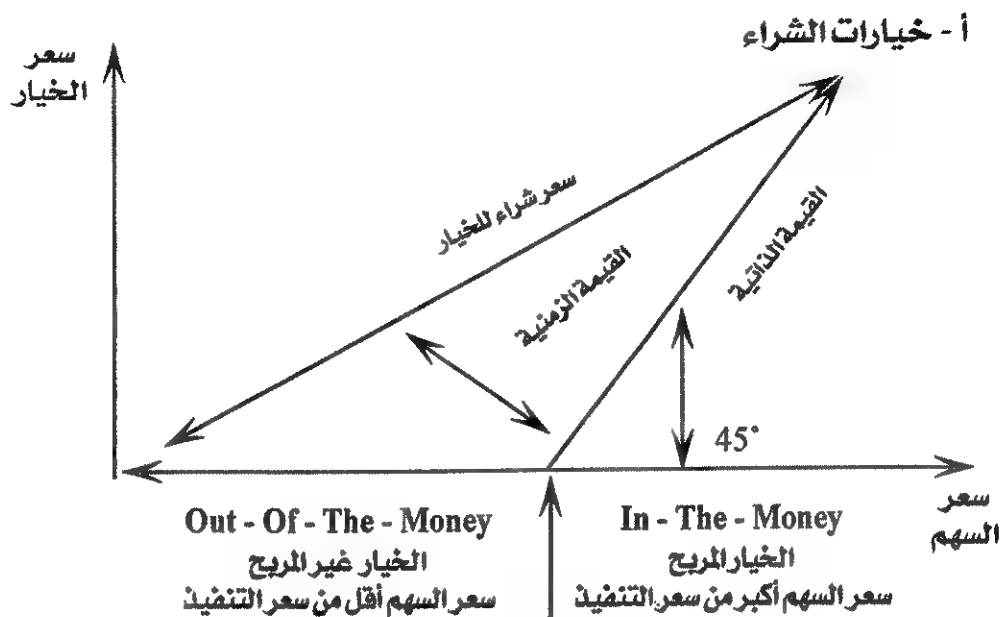 أ - خيارات الشراء
سعر
الخيار
سعر شراء للخيار
القيمة الزمنية
القيمة الذاتية
45°
سعر
السهم
In - The - Money
الخيار المربح
سعر السهم أكبر من سعر التنفيذ
Out - Of - The - Money
الخيار غير المربح
سعر السهم أقل من سعر التنفيذ